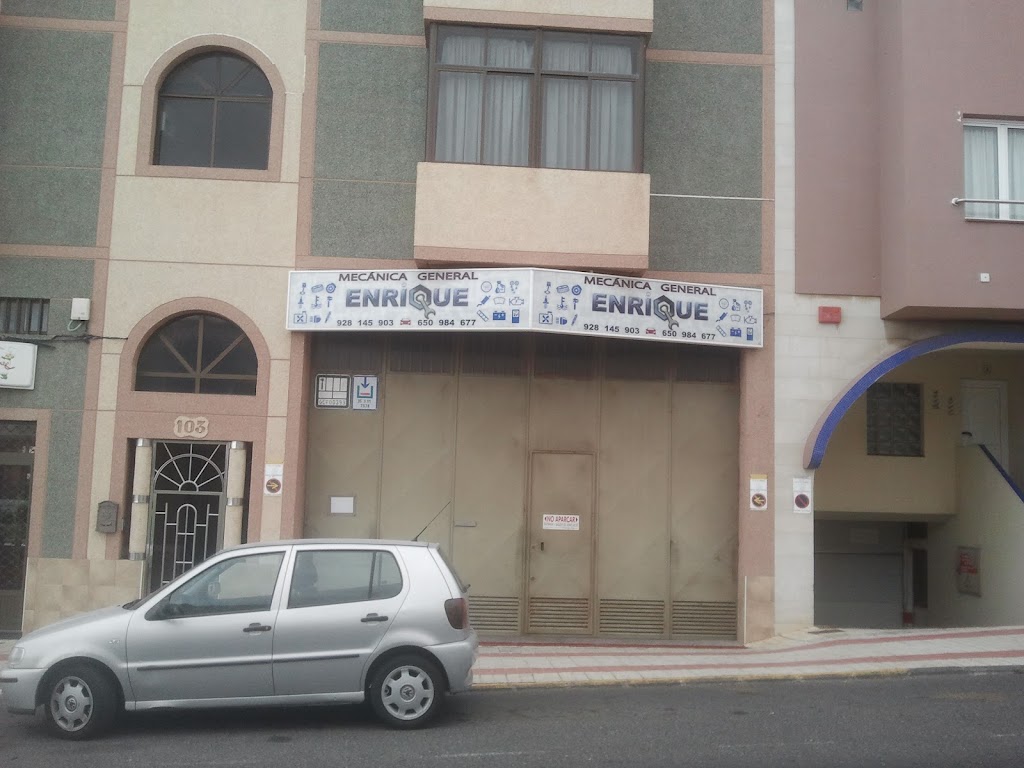 MECÁNICA GENERAL
ENRIQUE
928 145 903 650 984 677
MECÁNICA GENERAL
ENRIQUE
928 145 903 650 984 677
103
NO APARCAR